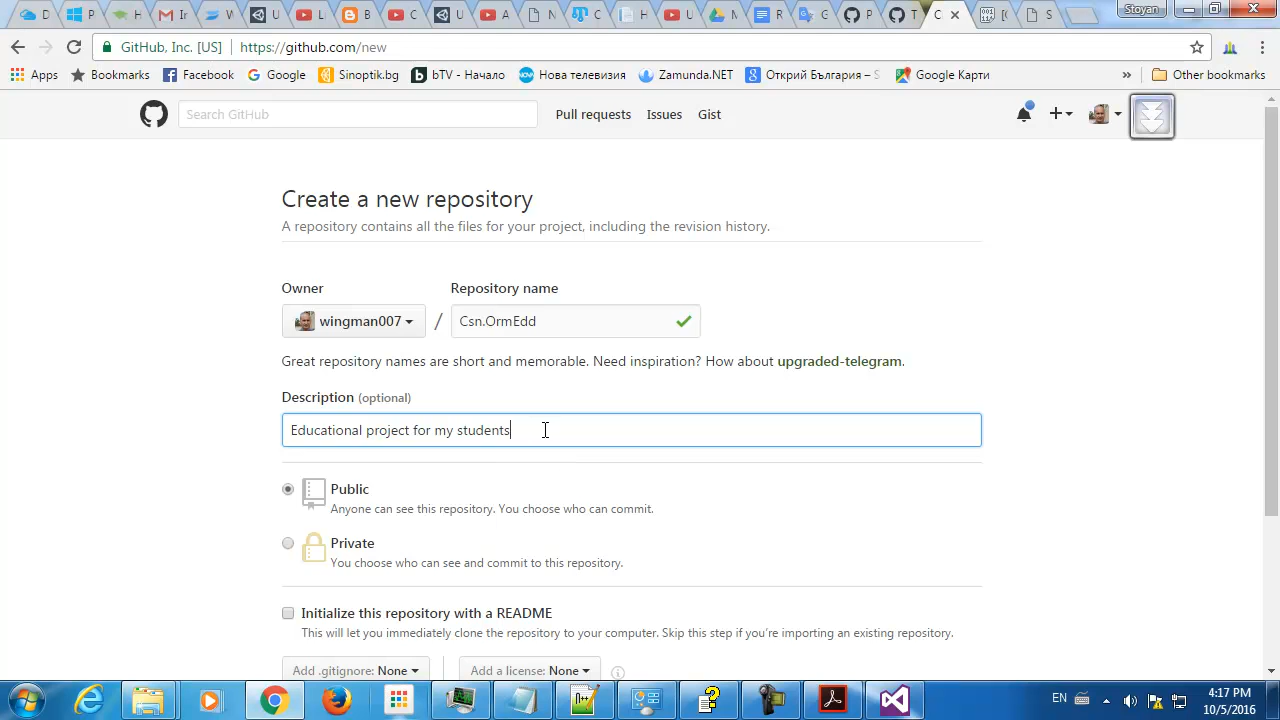 D
P
H
Ir
W
U
L
B
C
U
A
N
C
H
U
M
R
C
P
T
C
[(
S
Stoyan
GitHub, Inc. [US] https://github.com/new
Apps Bookmarks Facebook Google Sinoptik.bg bTV - Начало Нова телевизия Zamunda.NET Открий България – S Google Карти » Other bookmarks
Search GitHub Pull requests Issues Gist
Create a new repository
A repository contains all the files for your project, including the revision history.
Owner Repository name
wingman007 / Csn.OrmEdd
Great repository names are short and memorable. Need inspiration? How about upgraded-telegram.
Description (optional)
Educational project for my students
Public
Anyone can see this repository. You choose who can commit.
Private
You choose who can see and commit to this repository.
Initialize this repository with a README
This will let you immediately clone the repository to your computer. Skip this step if you’re importing an existing repository.
Add .gitignore: None Add a license: None
EN 4:17 PM
10/5/2016